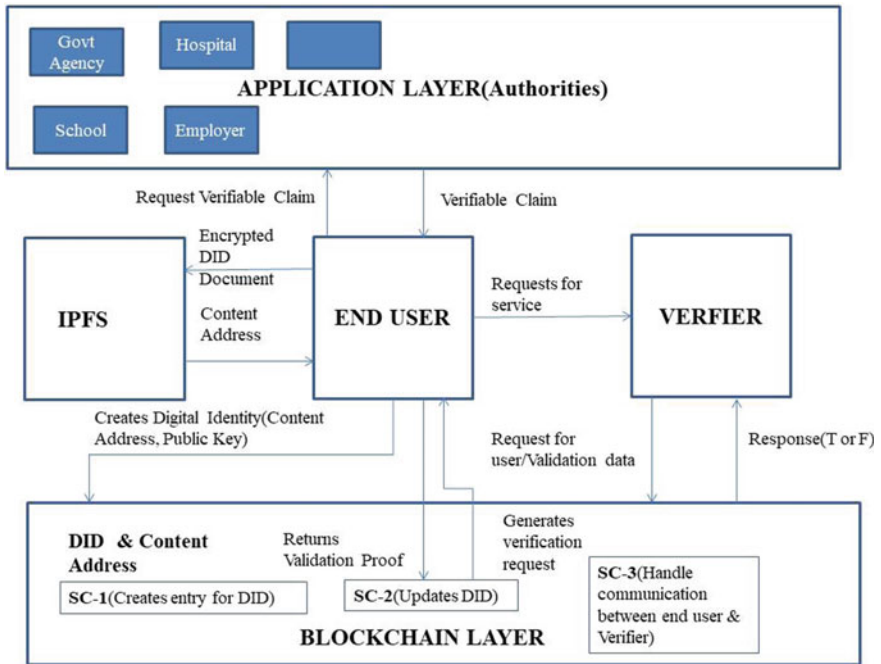 Govt
Agency
Hospital
APPLICATION LAYER(Authorities)
School
Employer
Request Verifiable Claim
Verifiable Claim
Encrypted
DID
Document
IPFS
Content
Address
END USER
Requests for
service
VERFIER
Creates Digital Identity(Content
Address, Public Key)
Request for
user/Validation data
Response(T or F)
DID & Content
Address
Returns
Validation Proof
Generates
verification
request
SC-1(Creates entry for DID)
SC-2(Updates DID)
SC-3(Handle
communication
between end user &
Verifier)
BLOCKCHAIN LAYER